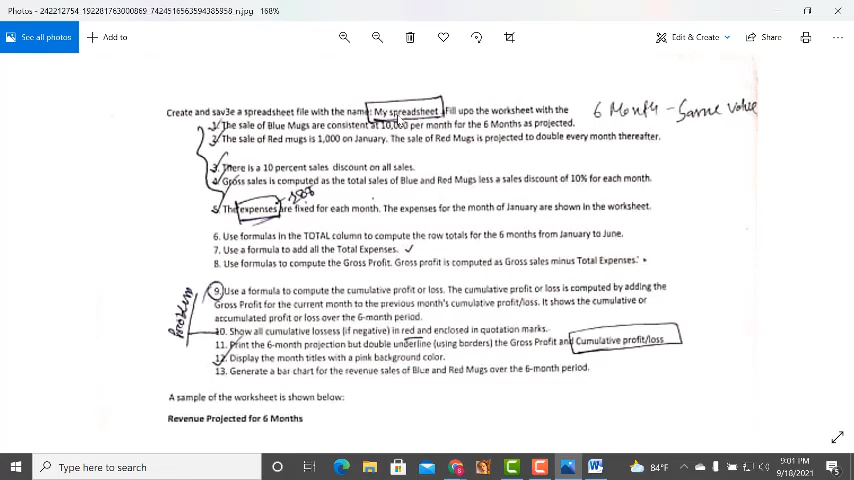 Photos - 242212754_192281763000869_7424516563594385958_n.jpg    168%
See all photos    Add to    Edit & Create    Share
Create and sav3e a spreadsheet file with the name: My spreadsheet. Fill upo the worksheet with the
6 Month - Same value
1. The sale of Blue Mugs are consistent at 10,000 per month for the 6 Months as projected.
2. The sale of Red mugs is 1,000 on January. The sale of Red Mugs is projected to double every month thereafter.
3. There is a 10 percent sales discount on all sales.
4. Gross sales is computed as the total sales of Blue and Red Mugs less a sales discount of 10% for each month.
5. The expenses are fixed for each month. The expenses for the month of January are shown in the worksheet.
6. Use formulas in the TOTAL column to compute the row totals for the 6 months from January to June.
7. Use a formula to add all the Total Expenses.
8. Use formulas to compute the Gross Profit. Gross profit is computed as Gross sales minus Total Expenses.
Problem
9. Use a formula to compute the cumulative profit or loss. The cumulative profit or loss is computed by adding the
Gross Profit for the current month to the previous month's cumulative profit/loss. It shows the cumulative or
accumulated profit or loss over the 6-month period.
10. Show all cumulative lossess (if negative) in red and enclosed in quotation marks.
11. Print the 6-month projection but double underline (using borders) the Gross Profit and Cumulative profit/loss
12. Display the month titles with a pink background color.
13. Generate a bar chart for the revenue sales of Blue and Red Mugs over the 6-month period.
A sample of the worksheet is shown below:
Revenue Projected for 6 Months
Type here to search
84°F
9:01 PM
9/18/2021
5